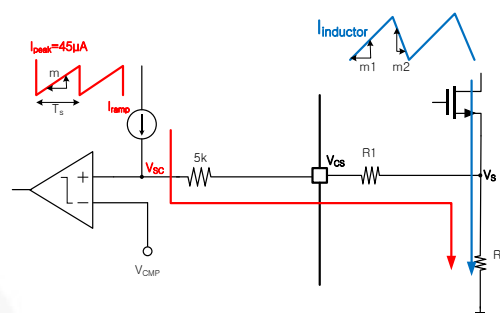 Ipeak=45µA
m
Ts
Iramp
Iinductor
m1
m2
5k
R1
VCS
VSC
VS
+
−
VCMP
R